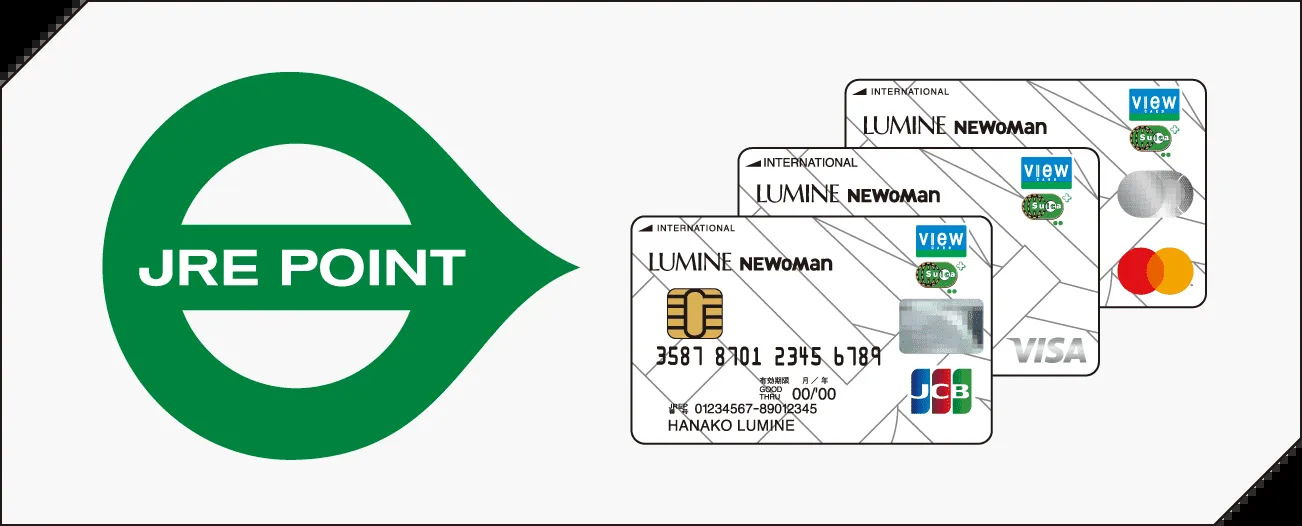 JRE POINT
INTERNATIONAL
VIEW
CARD
LUMINE NEWoMan
Suica
INTERNATIONAL
VIEW
CARD
LUMINE NEWoMan
Suica
VISA
INTERNATIONAL
VIEW
CARD
LUMINE NEWoMan
Suica
3587 8701 2345 6789
有効期限 月/年
GOOD THRU 00/'00
01234567-89012345
HANAKO LUMINE
JCB